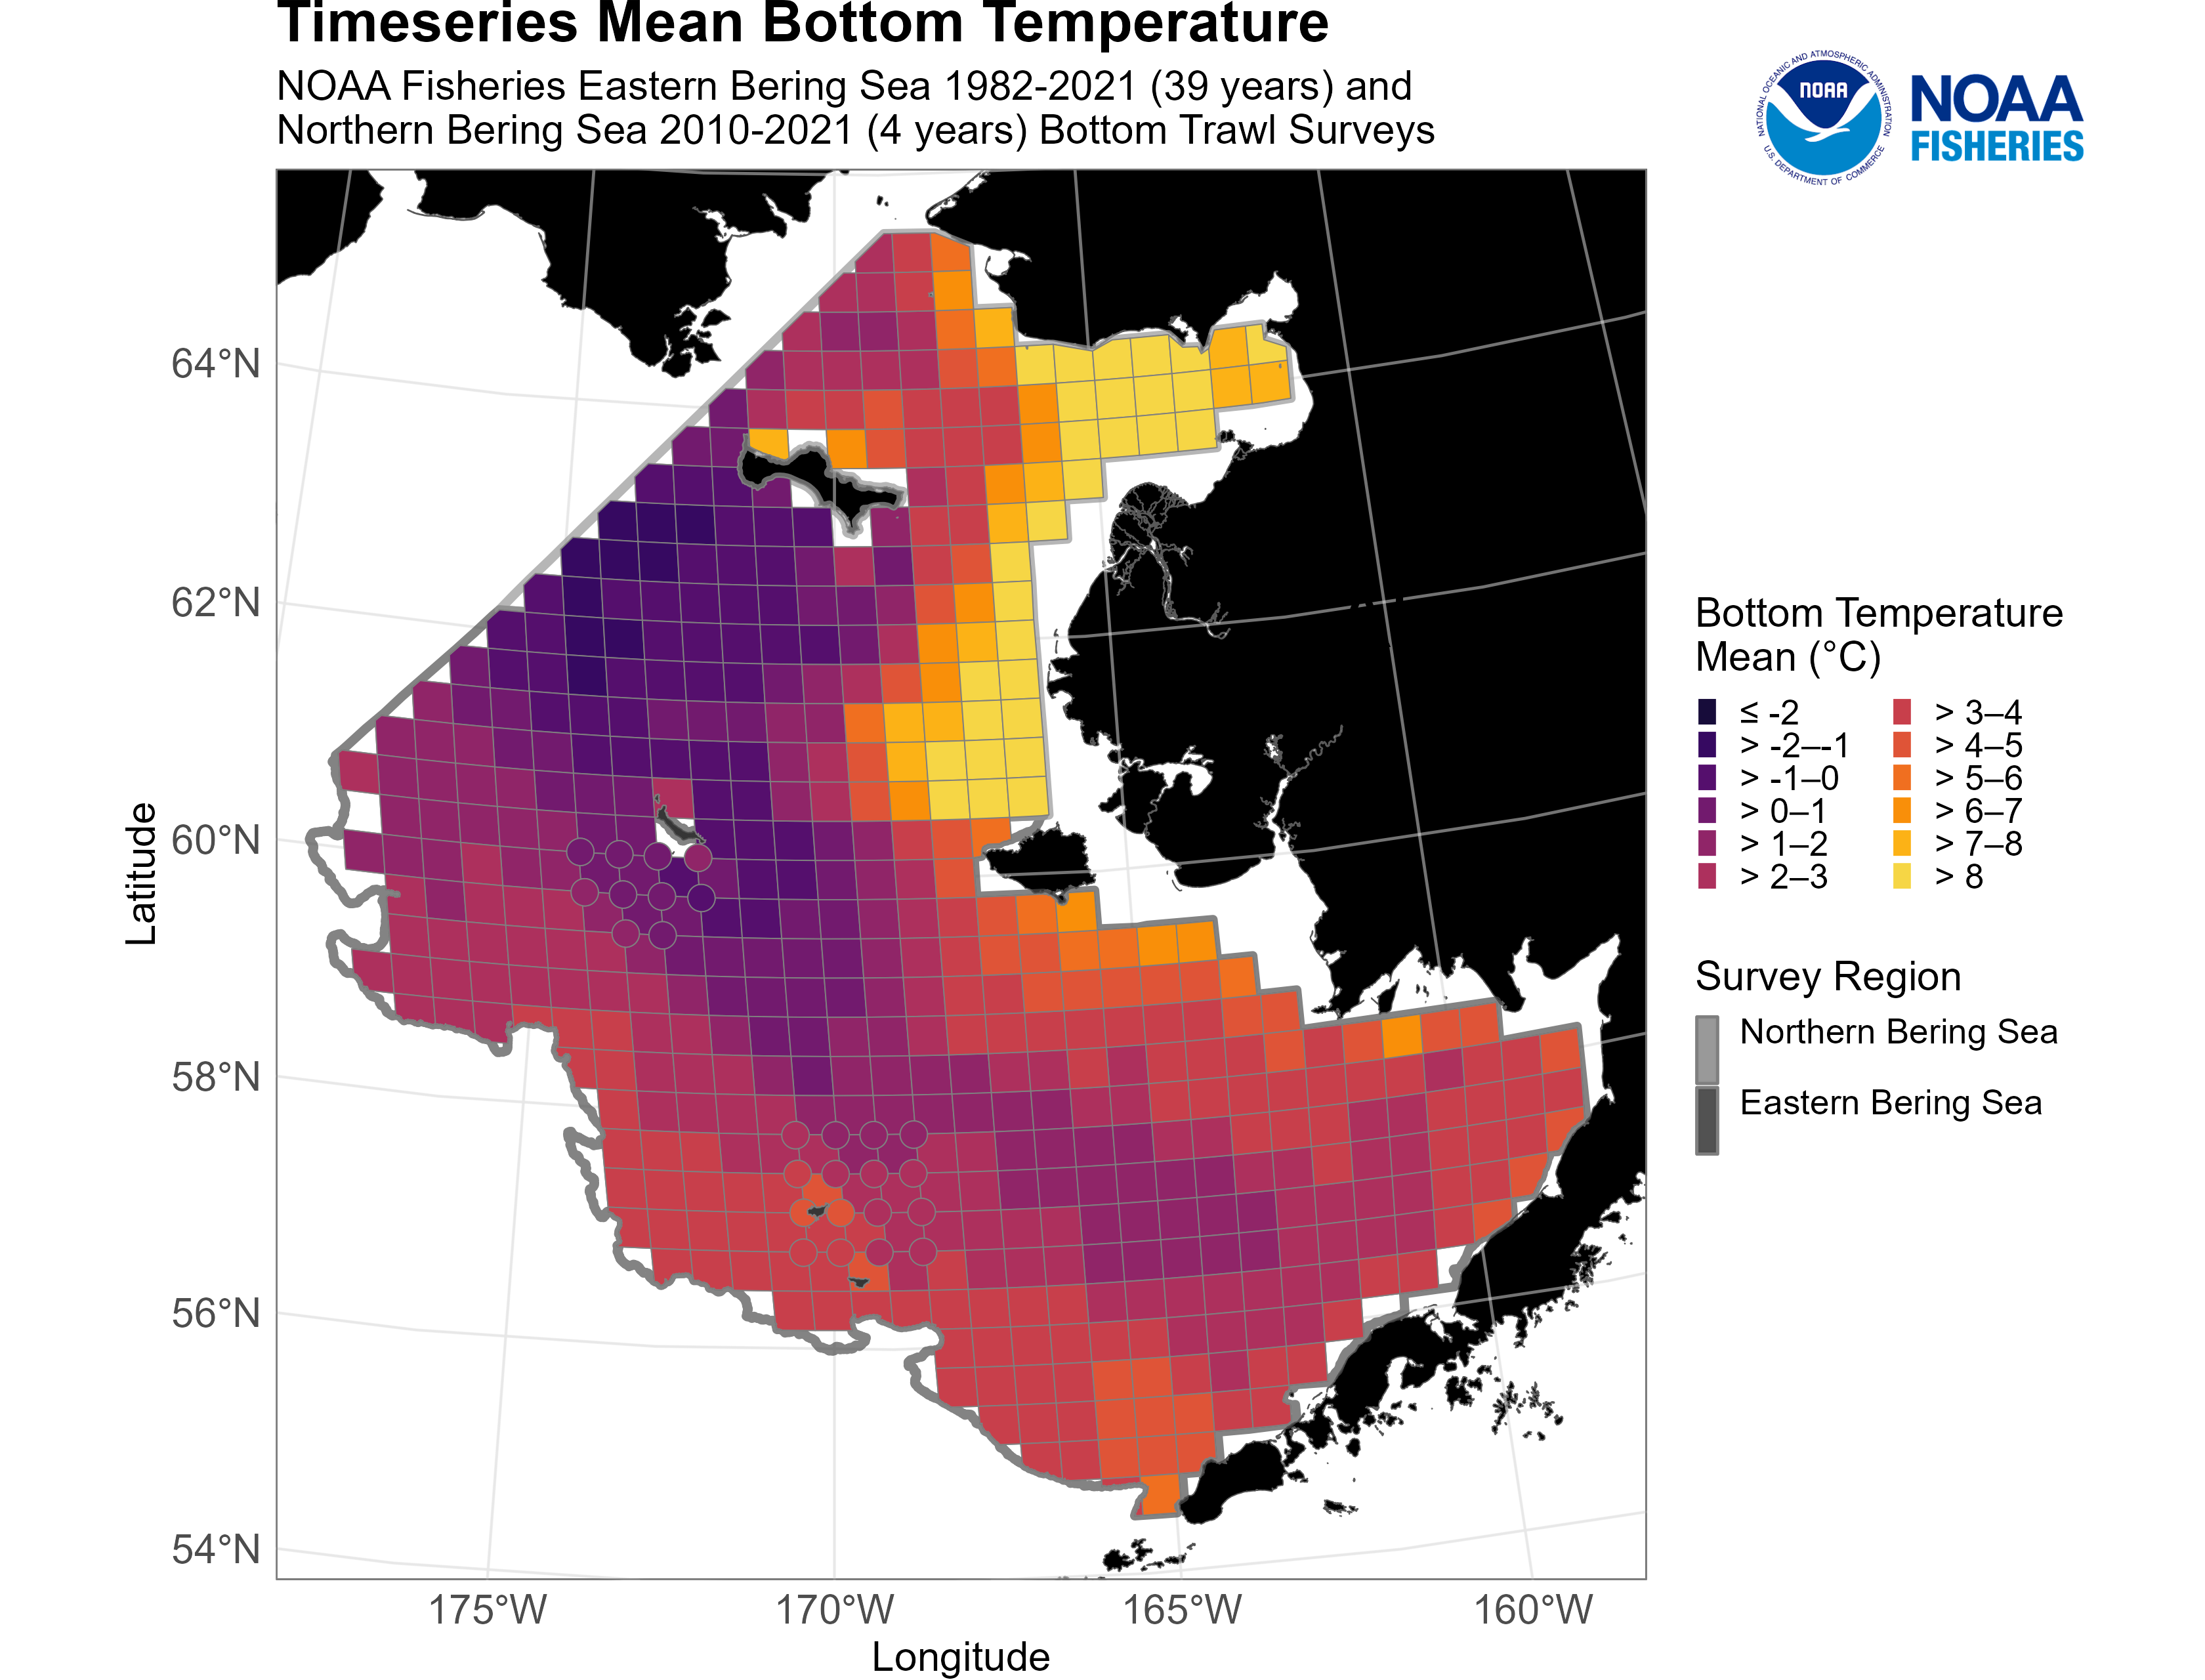 Timeseries Mean Bottom Temperature
NOAA Fisheries Eastern Bering Sea 1982-2021 (39 years) and
Northern Bering Sea 2010-2021 (4 years) Bottom Trawl Surveys
NATIONAL OCEANIC AND ATMOSPHERIC ADMINISTRATION
NOAA
U.S. DEPARTMENT OF COMMERCE
NOAA
FISHERIES
64°N
62°N
60°N
58°N
56°N
54°N
Latitude
175°W
170°W
165°W
160°W
Longitude
Bottom Temperature
Mean (°C)
≤ -2
> -2–-1
> -1–0
> 0–1
> 1–2
> 2–3
> 3–4
> 4–5
> 5–6
> 6–7
> 7–8
> 8
Survey Region
Northern Bering Sea
Eastern Bering Sea